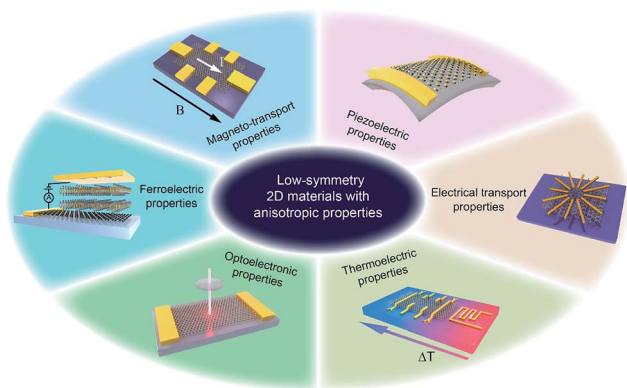 I
B
Magneto-transport
properties
Piezoelectric
properties
Ferroelectric
properties
A
Low-symmetry
2D materials with
anisotropic properties
Electrical transport
properties
Optoelectronic
properties
Thermoelectric
properties
ΔT